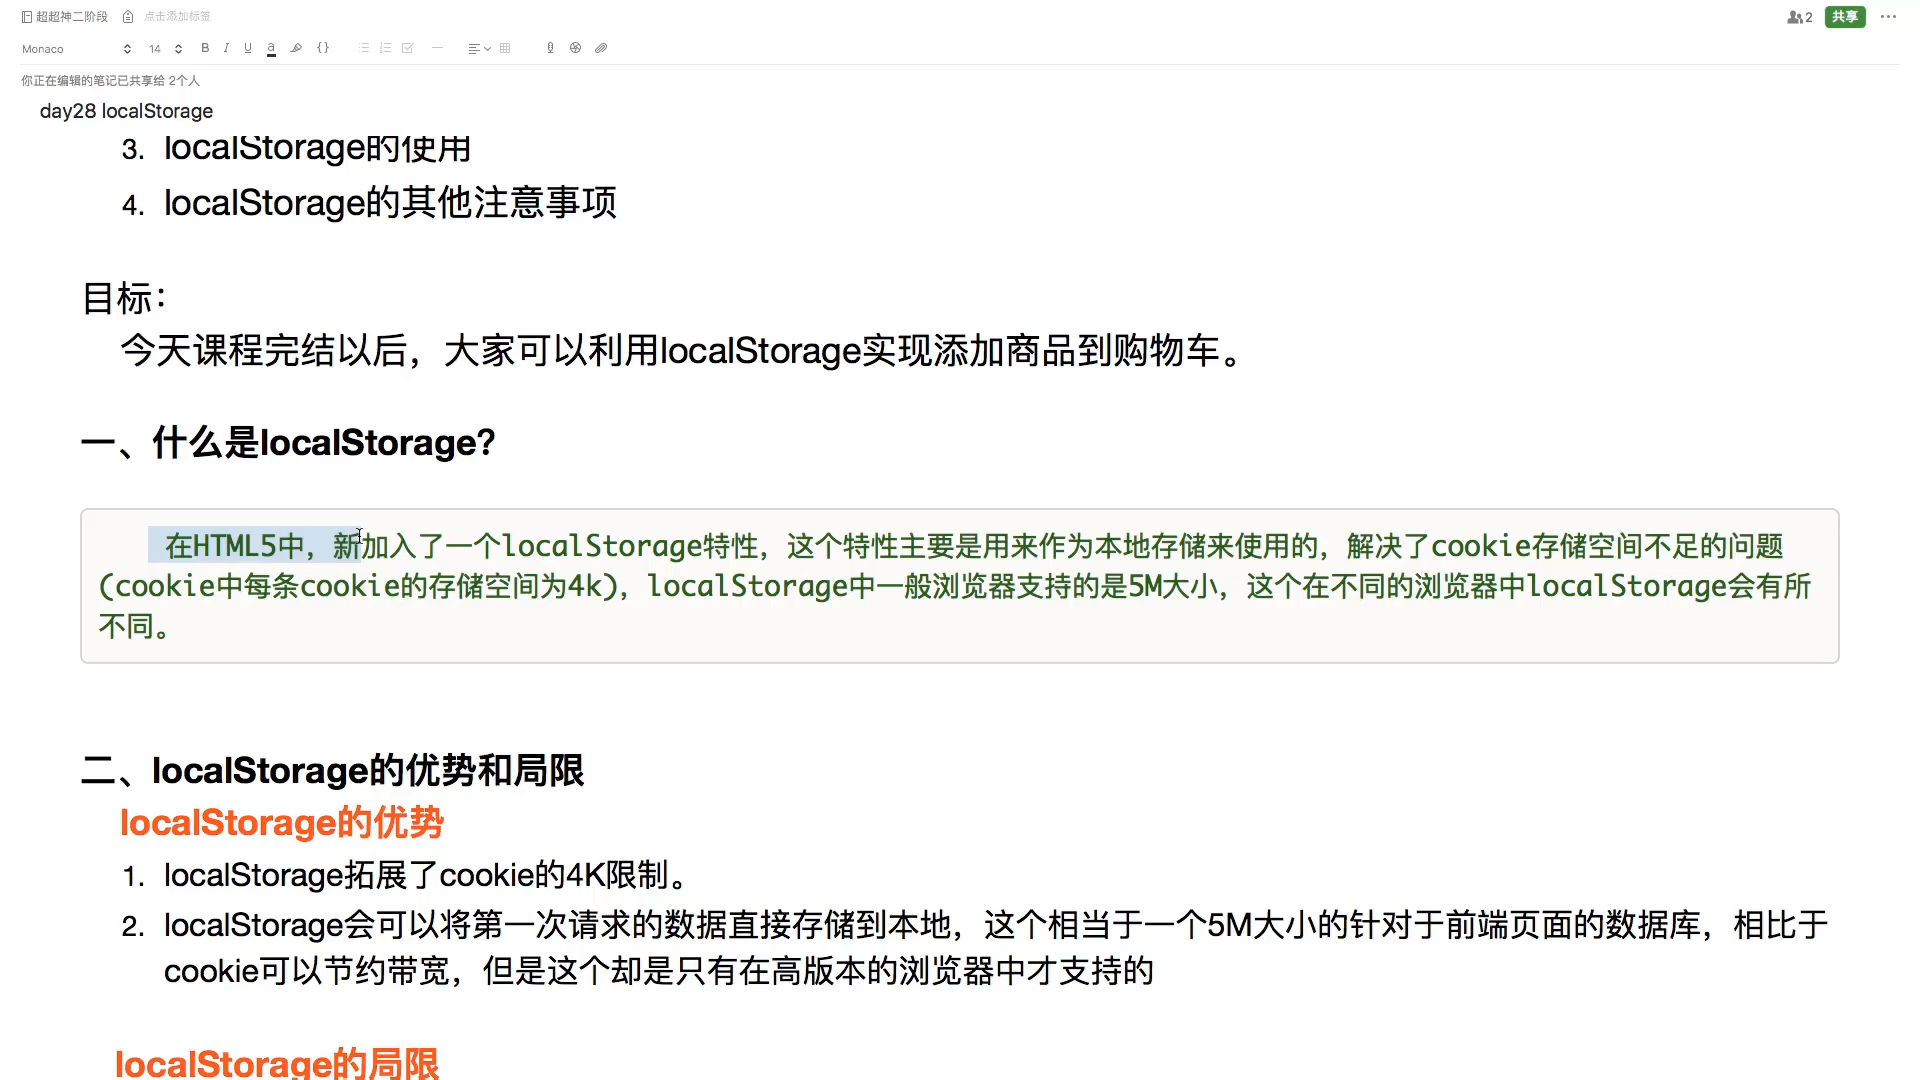 超超神二阶段 点击添加标签 2 共享
Monaco 14 B I U a {}
你正在编辑的笔记已共享给 2个人
day28 localStorage
3. localStorage的使用
4. localStorage的其他注意事项
目标：
今天课程完结以后，大家可以利用localStorage实现添加商品到购物车。
一、什么是localStorage?
在HTML5中，新加入了一个localStorage特性，这个特性主要是用来作为本地存储来使用的，解决了cookie存储空间不足的问题
(cookie中每条cookie的存储空间为4k)，localStorage中一般浏览器支持的是5M大小，这个在不同的浏览器中localStorage会有所
不同。
二、localStorage的优势和局限
localStorage的优势
1. localStorage拓展了cookie的4K限制。
2. localStorage会可以将第一次请求的数据直接存储到本地，这个相当于一个5M大小的针对于前端页面的数据库，相比于
cookie可以节约带宽，但是这个却是只有在高版本的浏览器中才支持的
localStorage的局限